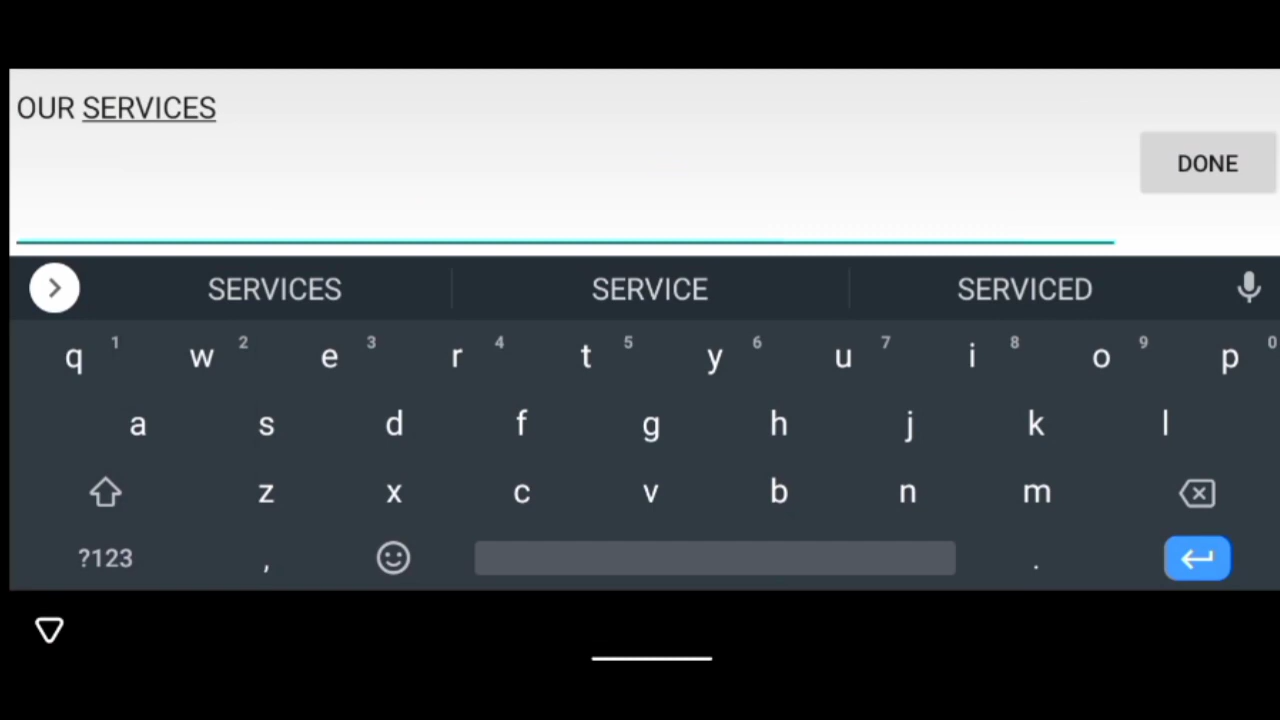 OUR SERVICES
DONE
SERVICES SERVICE SERVICED
q 1 w 2 e 3 r 4 t 5 y 6 u 7 i 8 o 9 p 0
a s d f g h j k l
z x c v b n m
?123 , .